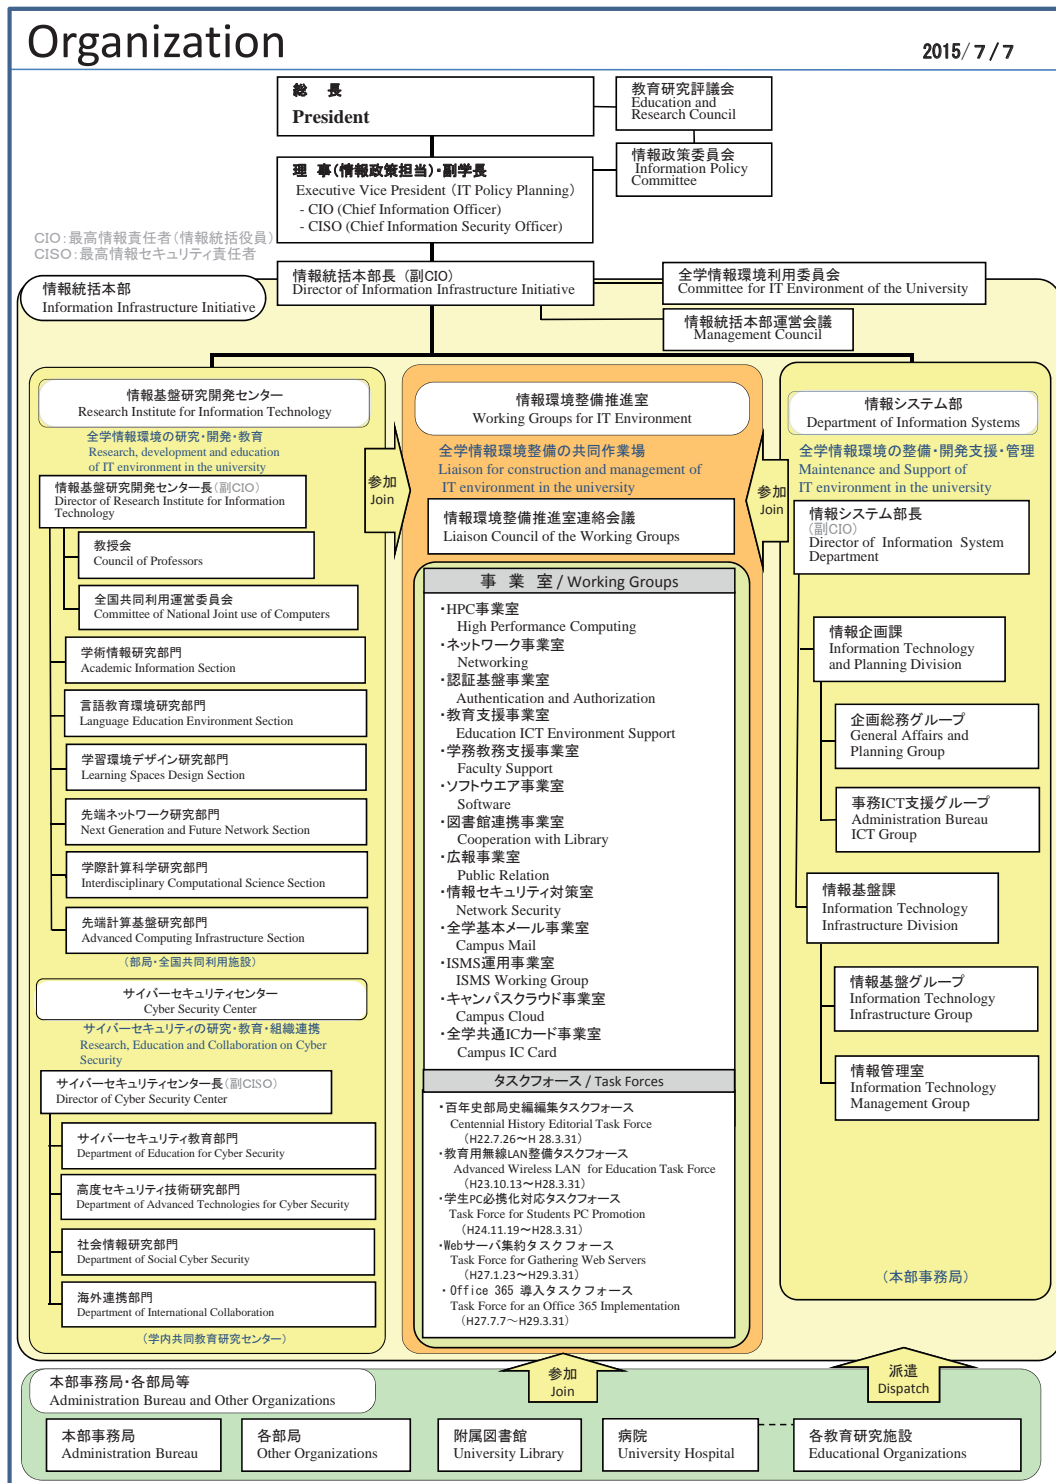 Organization
2015/７/７
総　長
President
教育研究評議会
Education and
Research Council
理　事（情報政策担当）・副学長
Executive Vice President （IT Policy Planning）
- CIO (Chief Information Officer)
- CISO (Chief Information Security Officer)
情報政策委員会
Information Policy
Committee
CIO：最高情報責任者（情報統括役員）
CISO：最高情報セキュリティ責任者
情報統括本部
Information Infrastructure Initiative
情報統括本部長（副CIO）
Director of Information Infrastructure Initiative
全学情報環境利用委員会
Committee for IT Environment of the University
情報統括本部運営会議
Management Council
情報基盤研究開発センター
Research Institute for Information Technology
全学情報環境の研究・開発・教育
Research, development and education
of IT environment in the university
情報基盤研究開発センター長（副CIO）
Director of Research Institute for Information
Technology
教授会
Council of Professors
全国共同利用運営委員会
Committee of National Joint use of Computers
学術情報研究部門
Academic Information Section
言語教育環境研究部門
Language Education Environment Section
学習環境デザイン研究部門
Learning Spaces Design Section
先端ネットワーク研究部門
Next Generation and Future Network Section
学際計算科学研究部門
Interdisciplinary Computational Science Section
先端計算基盤研究部門
Advanced Computing Infrastructure Section
（部局・全国共同利用施設）
サイバーセキュリティセンター
Cyber Security Center
サイバーセキュリティの研究・教育・組織連携
Research, Education and Collaboration on Cyber
Security
サイバーセキュリティセンター長（副CISO）
Director of Cyber Security Center
サイバーセキュリティ教育部門
Department of Education for Cyber Security
高度セキュリティ技術研究部門
Department of Advanced Technologies for Cyber Security
社会情報研究部門
Department of Social Cyber Security
海外連携部門
Department of International Collaboration
（学内共同教育研究センター）
参加
Join
情報環境整備推進室
Working Groups for IT Environment
全学情報環境整備の共同作業場
Liaison for construction and management of
IT environment in the university
情報環境整備推進室連絡会議
Liaison Council of the Working Groups
事　業　室 / Working Groups
・HPC事業室
High Performance Computing
・ネットワーク事業室
Networking
・認証基盤事業室
Authentication and Authorization
・教育支援事業室
Education ICT Environment Support
・学務教務支援事業室
Faculty Support
・ソフトウエア事業室
Software
・図書館連携事業室
Cooperation with Library
・広報事業室
Public Relation
・情報セキュリティ対策室
Network Security
・全学基本メール事業室
Campus Mail
・ISMS運用事業室
ISMS Working Group
・キャンパスクラウド事業室
Campus Cloud
・全学共通ICカード事業室
Campus IC Card
タスクフォース / Task Forces
・百年史部局史編編集タスクフォース
Centennial History Editorial Task Force
（H22.7.26～H 28.3.31）
・教育用無線LAN整備タスクフォース
Advanced Wireless LAN for Education Task Force
（H23.10.13～H28.3.31）
・学生PC必携化対応タスクフォース
Task Force for Students PC Promotion
（H24.11.19～H28.3.31）
・Webサーバ集約タスクフォース
Task Force for Gathering Web Servers
（H27.1.23～H29.3.31）
・Office 365 導入タスクフォース
Task Force for an Office 365 Implementation
（H27.7.7～H29.3.31）
参加
Join
情報システム部
Department of Information Systems
全学情報環境の整備・開発支援・管理
Maintenance and Support of
IT environment in the university
情報システム部長
（副CIO）
Director of Information System
Department
情報企画課
Information Technology
and Planning Division
企画総務グループ
General Affairs and
Planning Group
事務ICT支援グループ
Administration Bureau
ICT Group
情報基盤課
Information Technology
Infrastructure Division
情報基盤グループ
Information Technology
Infrastructure Group
情報管理室
Information Technology
Management Group
（本部事務局）
参加
Join
派遣
Dispatch
本部事務局・各部局等
Administration Bureau and Other Organizations
本部事務局
Administration Bureau
各部局
Other Organizations
附属図書館
University Library
病院
University Hospital
各教育研究施設
Educational Organizations